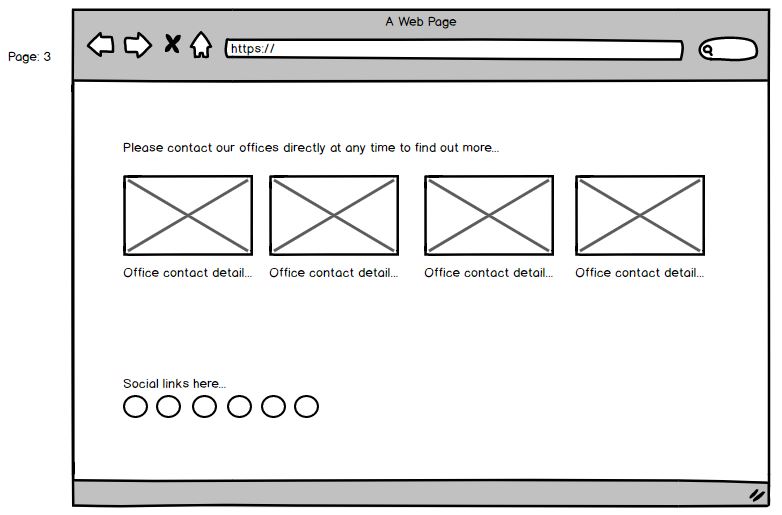 A Web Page
Page: 3
https://
Please contact our offices directly at any time to find out more...
Office contact detail... Office contact detail... Office contact detail... Office contact detail...
Social links here...